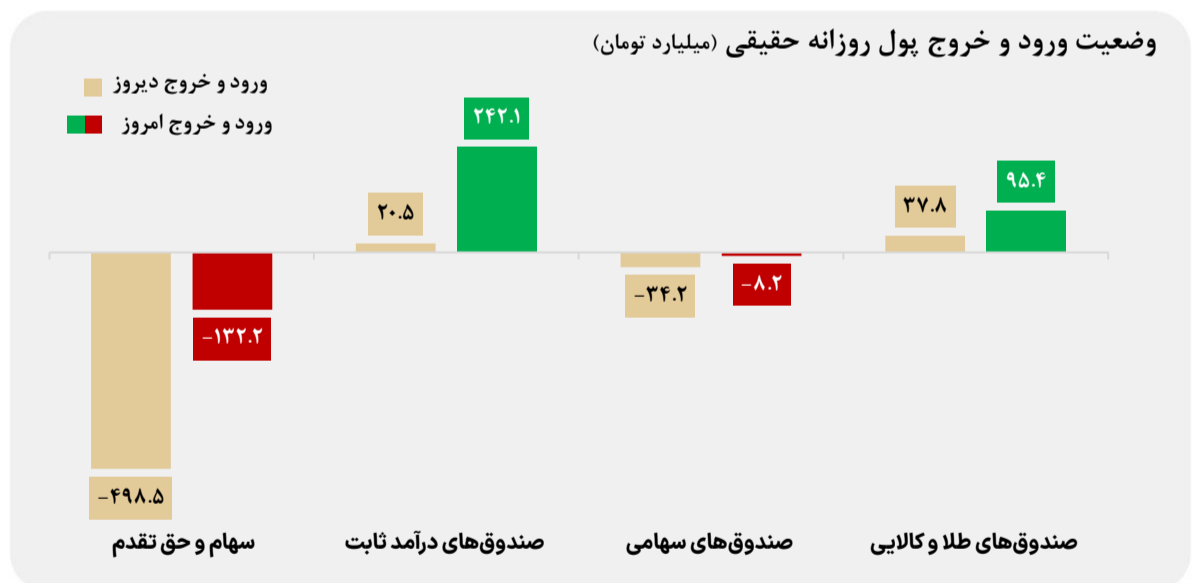 وضعیت ورود و خروج پول روزانه حقیقی (میلیارد تومان)
ورود و خروج دیروز
ورود و خروج امروز
۲۴۲.۱
۹۵.۴
۳۷.۸
۲۰.۵
-۸.۲
-۳۴.۲
-۱۳۲.۲
-۴۹۸.۵
صندوق‌های طلا و کالایی
صندوق‌های سهامی
صندوق‌های درآمد ثابت
سهام و حق تقدم